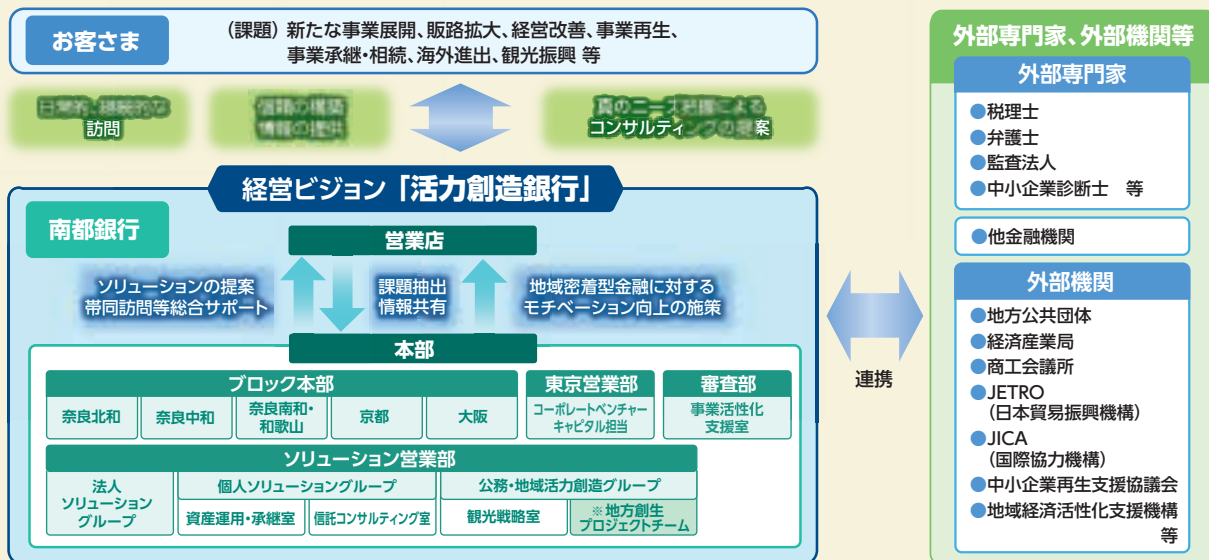 お客さま
(課題) 新たな事業展開、販路拡大、経営改善、事業再生、
事業承継・相続、海外進出、観光振興 等
訪問
コンサルティングの提案
経営ビジョン「活力創造銀行」
南都銀行
営業店
ソリューションの提案
帯同訪問等総合サポート
課題抽出
情報共有
地域密着型金融に対する
モチベーション向上の施策
本部
ブロック本部
奈良北和
奈良中和
奈良南和・
和歌山
京都
大阪
東京営業部
コーポレートベンチャー
キャピタル担当
審査部
事業活性化
支援室
ソリューション営業部
法人
ソリューション
グループ
個人ソリューショングループ
資産運用・承継室
信託コンサルティング室
公務・地域活力創造グループ
観光戦略室
※地方創生
プロジェクトチーム
連携
外部専門家、外部機関等
外部専門家
●税理士
●弁護士
●監査法人
●中小企業診断士 等
●他金融機関
外部機関
●地方公共団体
●経済産業局
●商工会議所
●JETRO
(日本貿易振興機構)
●JICA
(国際協力機構)
●中小企業再生支援協議会
●地域経済活性化支援機構
等